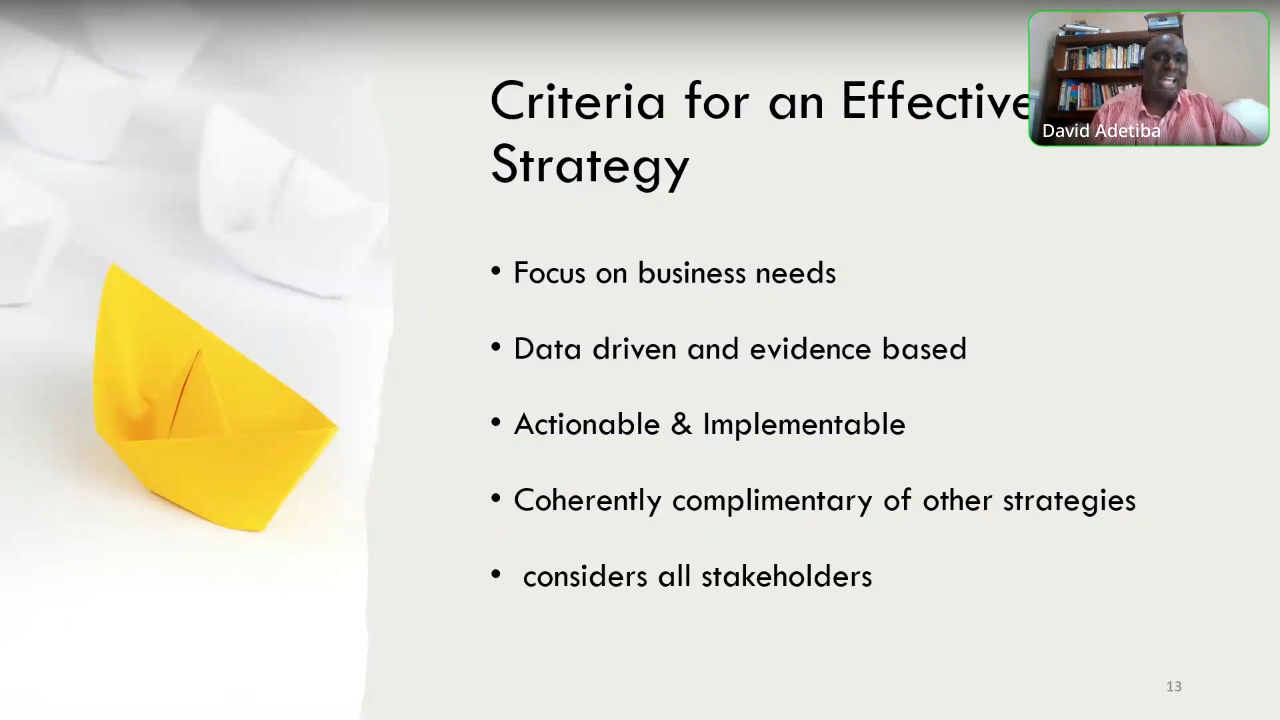 Criteria for an Effective
Strategy
David Adetiba
• Focus on business needs
• Data driven and evidence based
• Actionable & Implementable
• Coherently complimentary of other strategies
• considers all stakeholders
13